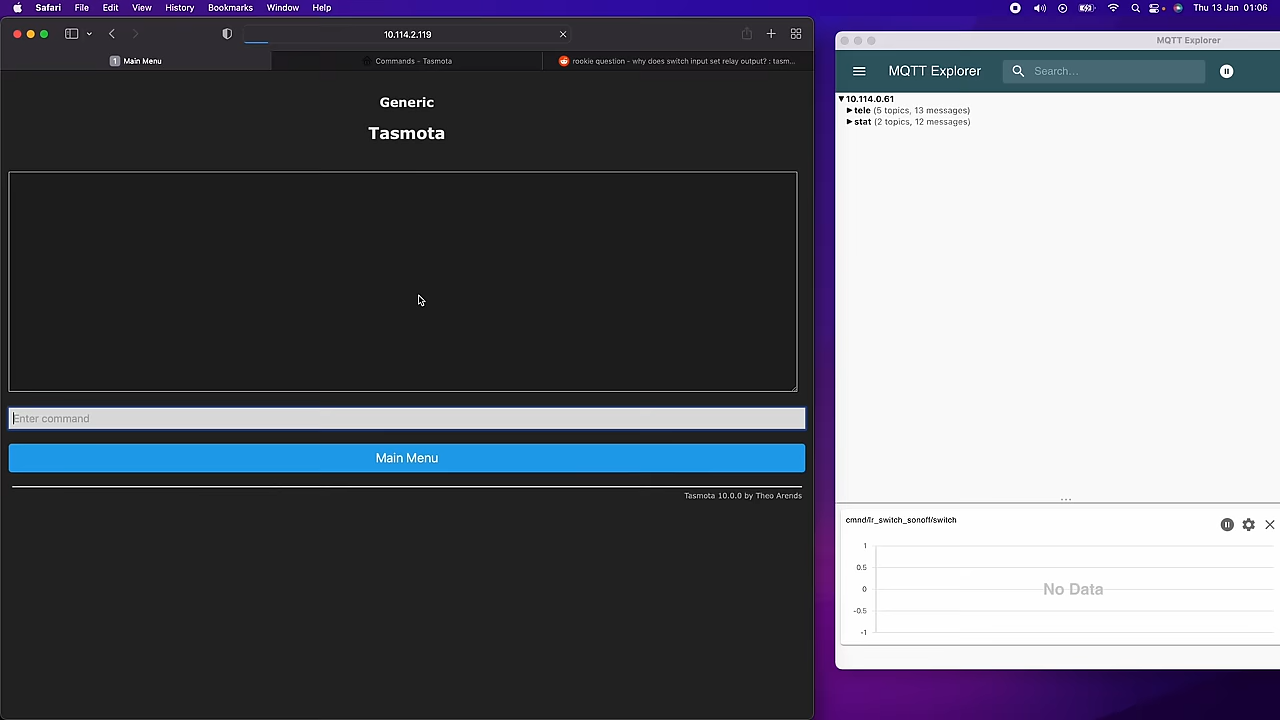 Safari File Edit View History Bookmarks Window Help Thu 13 Jan 01:06
10.114.2.119
1 Main Menu
Commands - Tasmota
rookie question - why does switch input set relay output? : tasm...
Generic
Tasmota
Enter command
Main Menu
Tasmota 10.0.0 by Theo Arends
MQTT Explorer
MQTT Explorer Search...
▼10.114.0.61
▶tele (5 topics, 13 messages)
▶stat (2 topics, 12 messages)
...
cmnd/lr_switch_sonoff/switch
1
0.5
0
-0.5
-1
No Data